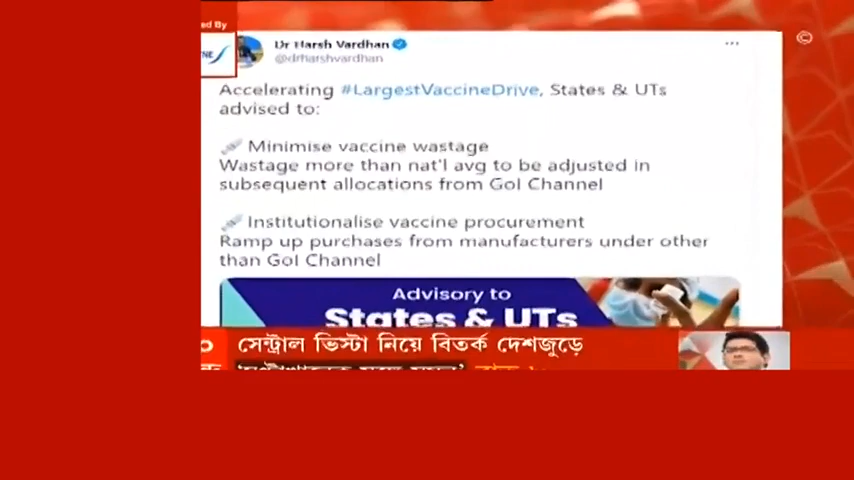 ed By
Dr Harsh Vardhan
@drharshvardhan
Accelerating #LargestVaccineDrive, States & UTs
advised to:
Minimise vaccine wastage
Wastage more than nat'l avg to be adjusted in
subsequent allocations from GoI Channel
Institutionalise vaccine procurement
Ramp up purchases from manufacturers under other
than GoI Channel
Advisory to
States & UTs
সেন্ট্রাল ভিস্টা নিয়ে বিতর্ক দেশজুড়ে